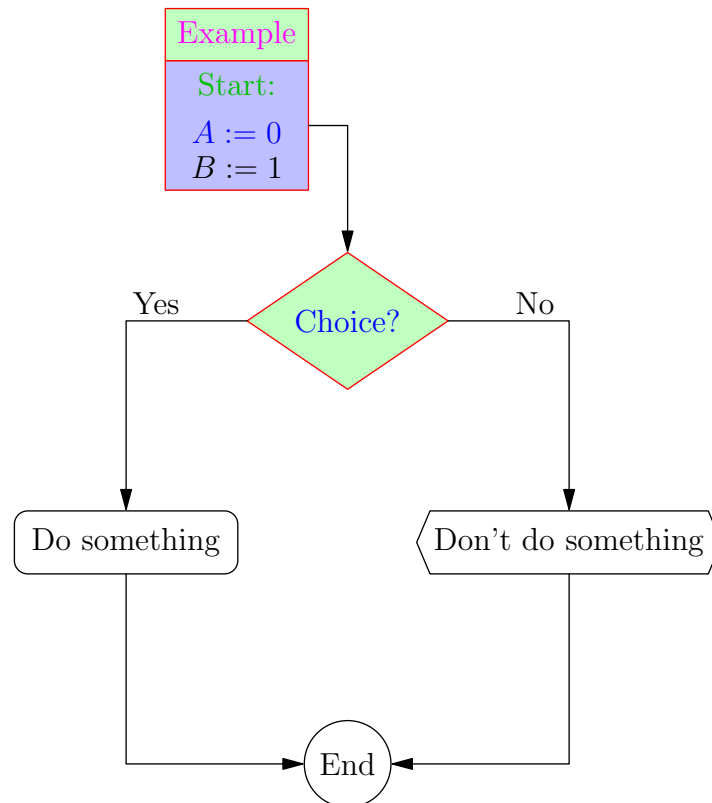 Example
Start:
A := 0
B := 1
Yes
No
Choice?
Do something
Don't do something
End